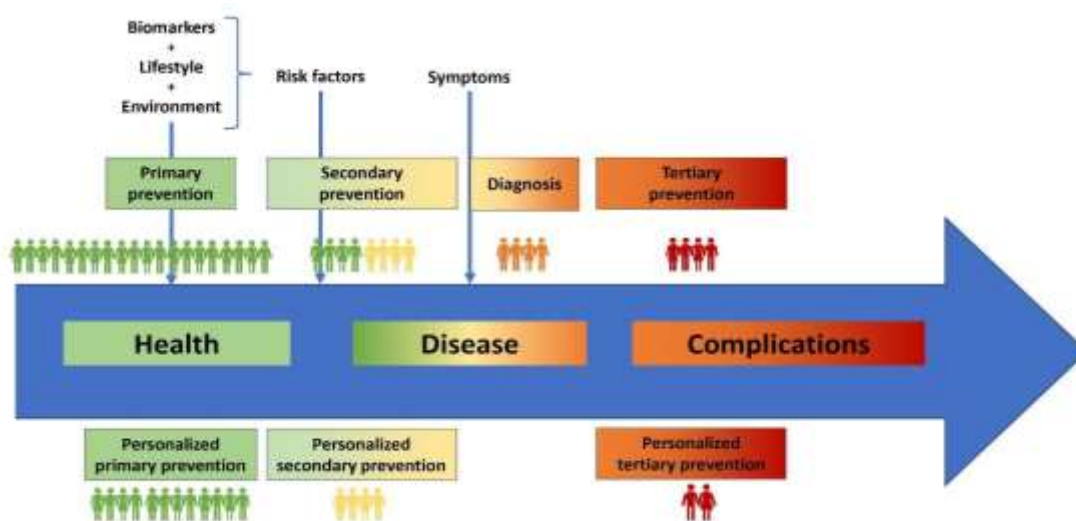 Biomarkers
+
Lifestyle
+
Environment
Risk factors
Symptoms
Primary
prevention
Secondary
prevention
Diagnosis
Tertiary
prevention
Health
Disease
Complications
Personalized
primary prevention
Personalized
secondary prevention
Personalized
tertiary prevention